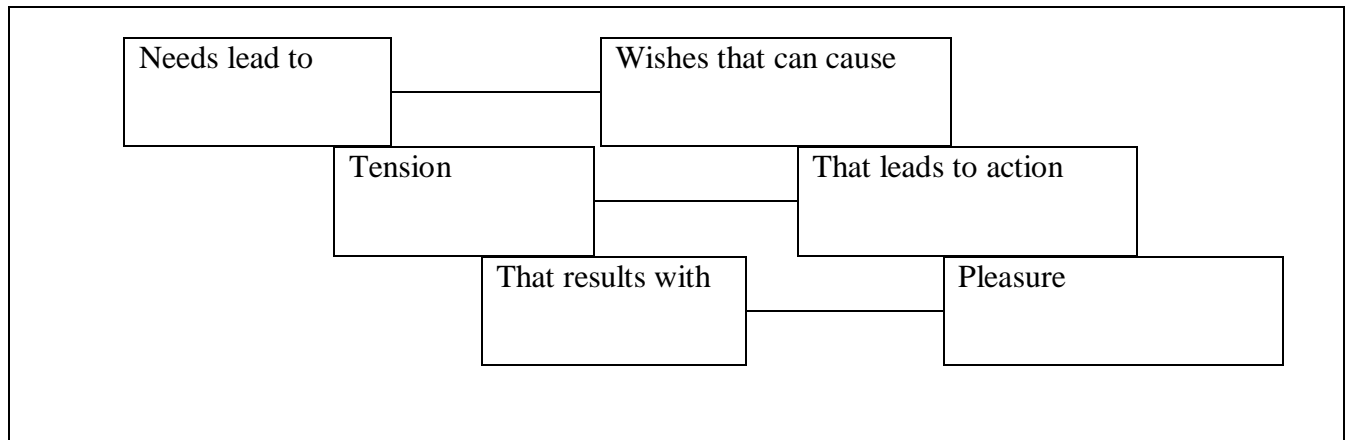 Needs lead to
Wishes that can cause
Tension
That leads to action
That results with
Pleasure